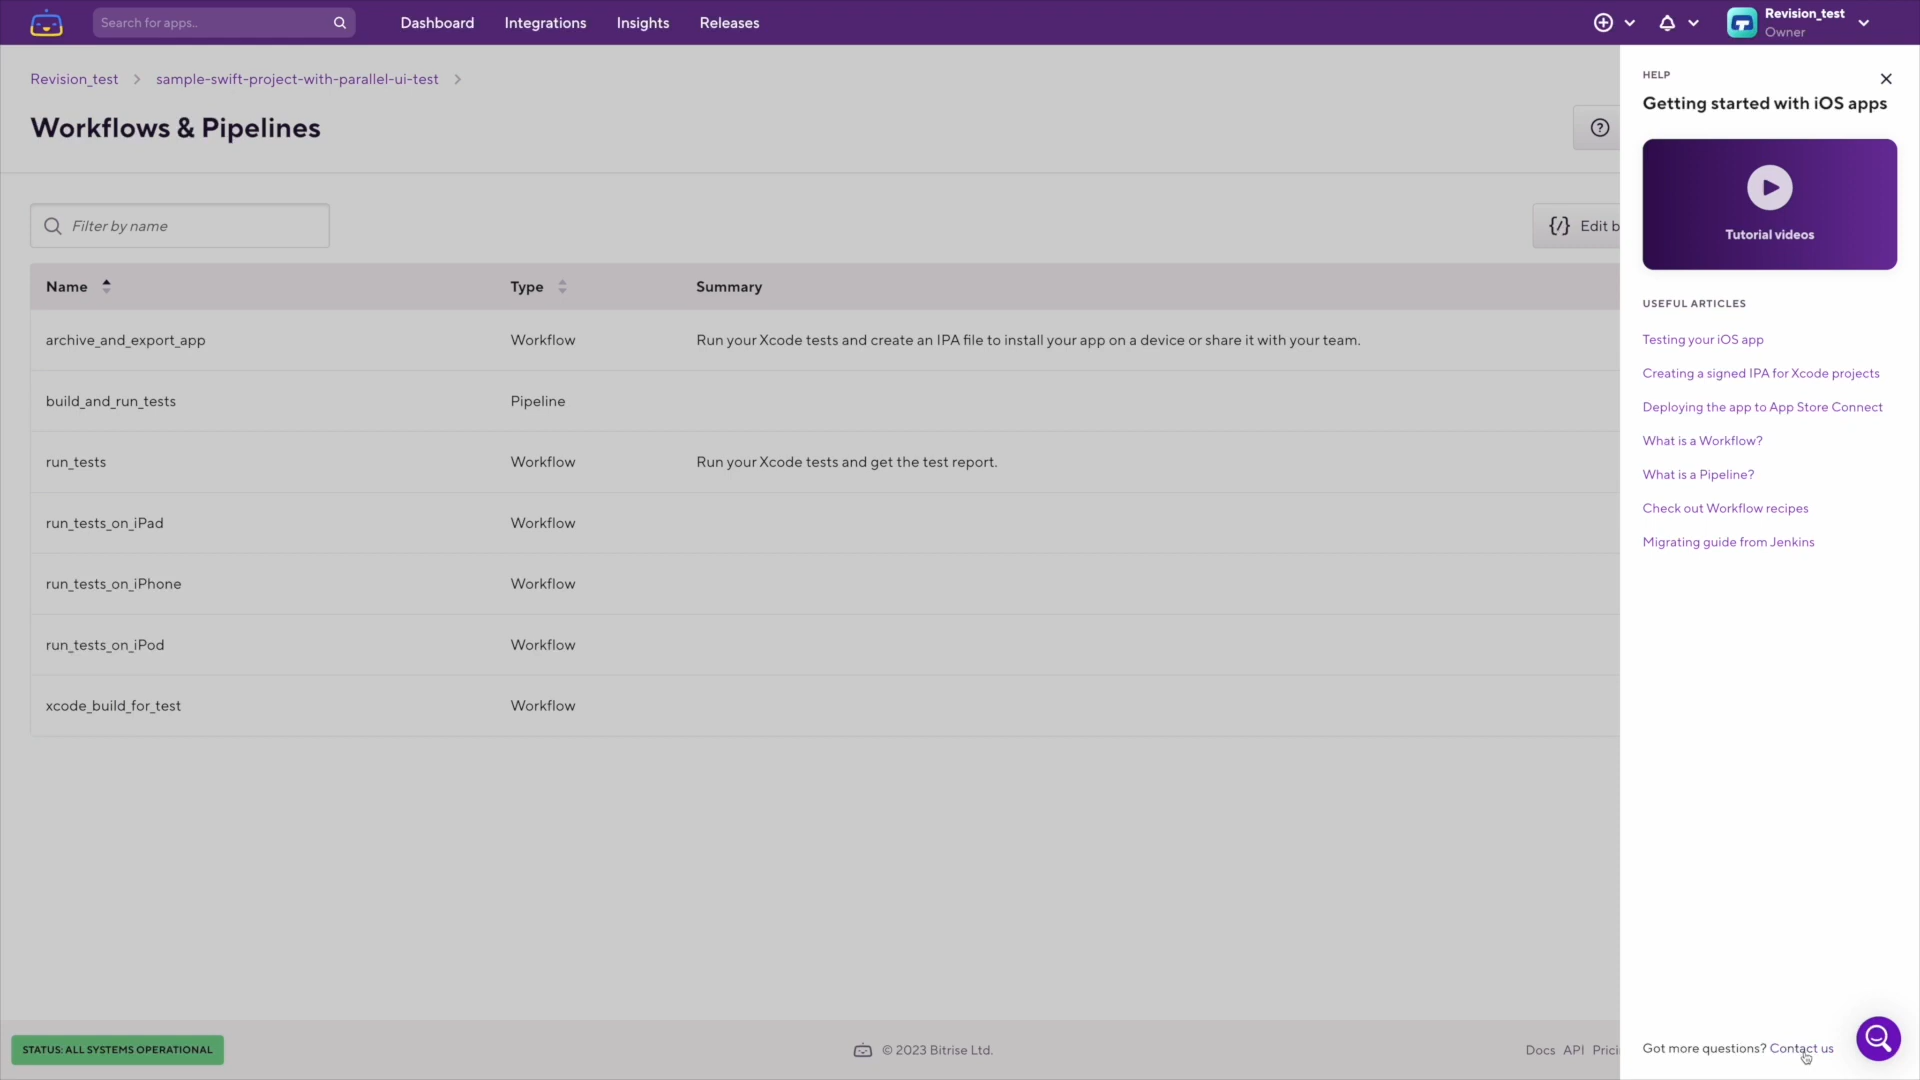 Search for apps..
Dashboard
Integrations
Insights
Releases
Revision_test
Owner
Revision_test
sample-swift-project-with-parallel-ui-test
Workflows & Pipelines
Filter by name
{/} Edit b
Name
Type
Summary
archive_and_export_app
Workflow
Run your Xcode tests and create an IPA file to install your app on a device or share it with your team.
build_and_run_tests
Pipeline
run_tests
Workflow
Run your Xcode tests and get the test report.
run_tests_on_iPad
Workflow
run_tests_on_iPhone
Workflow
run_tests_on_iPod
Workflow
xcode_build_for_test
Workflow
HELP
Getting started with iOS apps
Tutorial videos
USEFUL ARTICLES
Testing your iOS app
Creating a signed IPA for Xcode projects
Deploying the app to App Store Connect
What is a Workflow?
What is a Pipeline?
Check out Workflow recipes
Migrating guide from Jenkins
STATUS: ALL SYSTEMS OPERATIONAL
© 2023 Bitrise Ltd.
Docs API Prici
Got more questions? Contact us